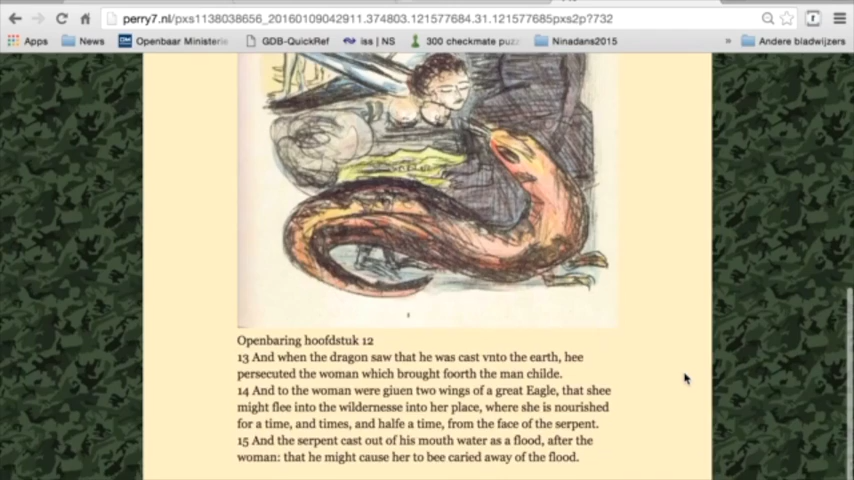 perry7.nl/pxs1138038656_20160109042911.374803.121577684.31.121577685pxs2p?732
Apps News Openbaar Ministerie GDB-QuickRef iss | NS 300 checkmate puz Ninadans2015 » Andere bladwijzers
Openbaring hoofdstuk 12
13 And when the dragon saw that he was cast vnto the earth, hee
persecuted the woman which brought foorth the man childe.
14 And to the woman were giuen two wings of a great Eagle, that shee
might flee into the wildernesse into her place, where she is nourished
for a time, and times, and halfe a time, from the face of the serpent.
15 And the serpent cast out of his mouth water as a flood, after the
woman: that he might cause her to bee caried away of the flood.